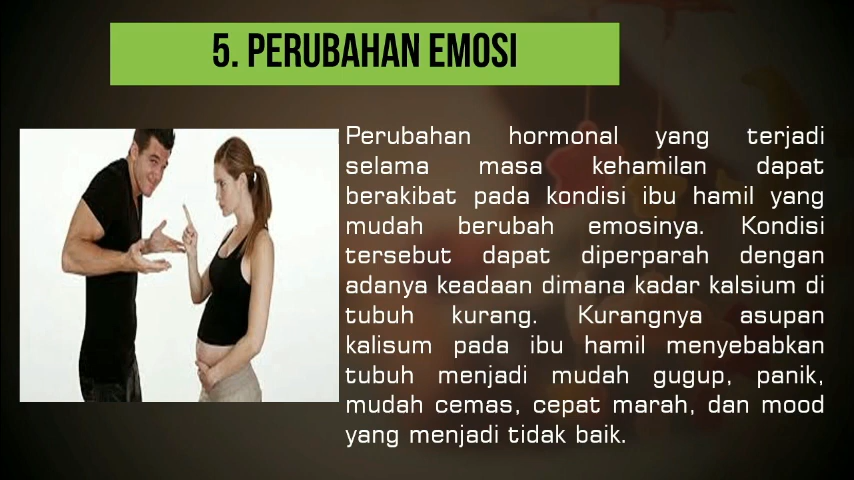 5. PERUBAHAN EMOSI
Perubahan hormonal yang terjadi
selama masa kehamilan dapat
berakibat pada kondisi ibu hamil yang
mudah berubah emosinya. Kondisi
tersebut dapat diperparah dengan
adanya keadaan dimana kadar kalsium di
tubuh kurang. Kurangnya asupan
kalisum pada ibu hamil menyebabkan
tubuh menjadi mudah gugup, panik,
mudah cemas, cepat marah, dan mood
yang menjadi tidak baik.